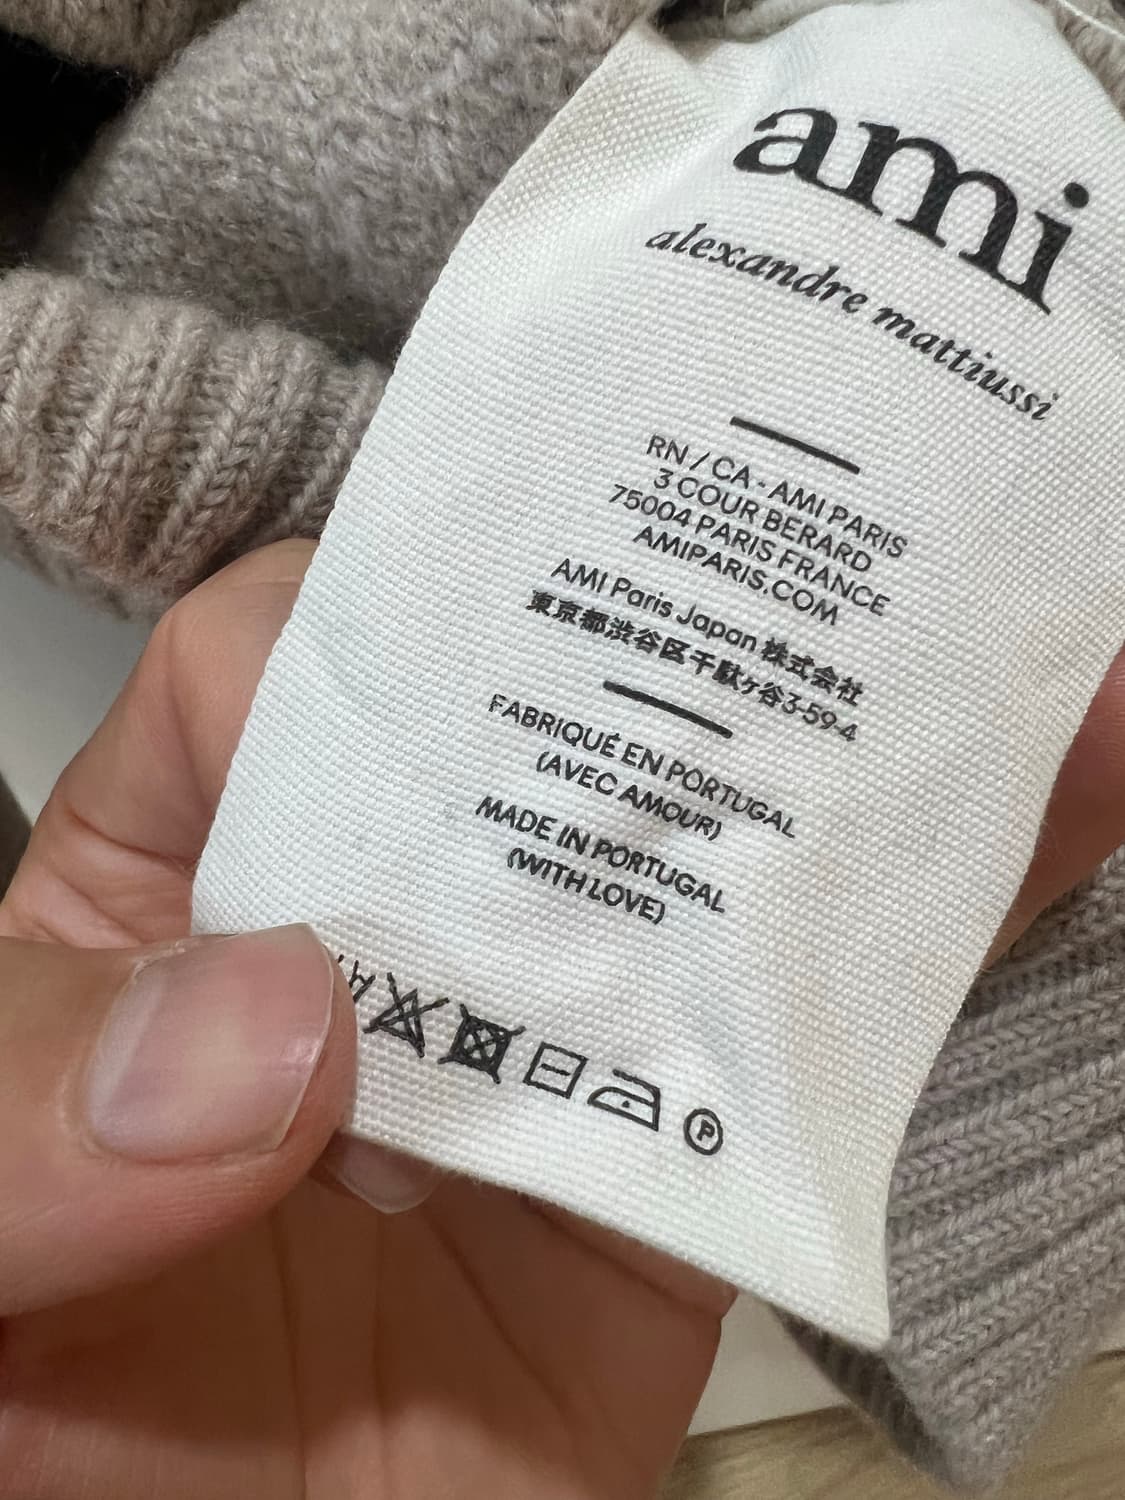 ami
alexandre mattiussi
RN / CA - AMI PARIS
3 COUR BERARD
75004 PARIS FRANCE
AMIPARIS.COM
AMI Paris Japan 株式会社
東京都渋谷区千駄ヶ谷3-59-4
FABRIQUÉ EN PORTUGAL
(AVEC AMOUR)
MADE IN PORTUGAL
(WITH LOVE)
P